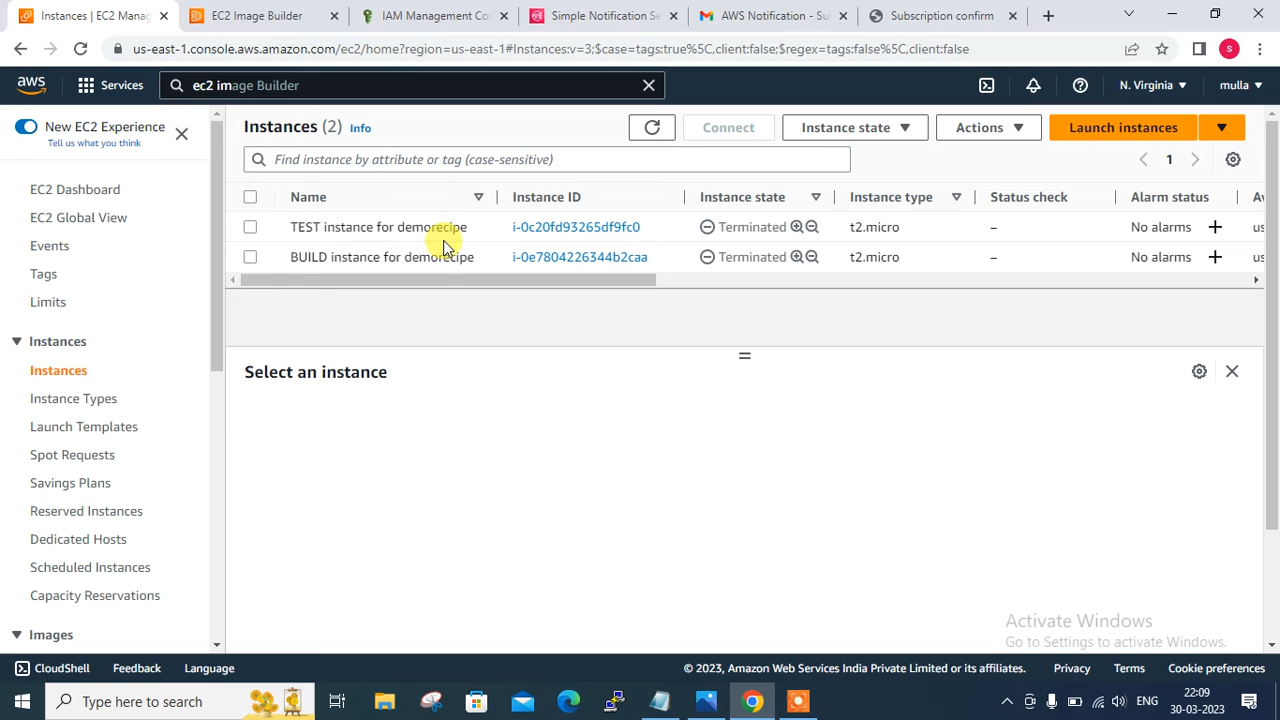 Instances | EC2 Manag
EC2 Image Builder
IAM Management Co
Simple Notification Se
AWS Notification - Su
Subscription confirm
us-east-1.console.aws.amazon.com/ec2/home?region=us-east-1#Instances:v=3;$case=tags:true%5C,client:false;$regex=tags:false%5C,client:false
S
aws
Services
ec2 image Builder
N. Virginia
mulla
New EC2 Experience
Tell us what you think
EC2 Dashboard
EC2 Global View
Events
Tags
Limits
Instances
Instances
Instance Types
Launch Templates
Spot Requests
Savings Plans
Reserved Instances
Dedicated Hosts
Scheduled Instances
Capacity Reservations
Images
Instances (2) Info
Connect
Instance state
Actions
Launch instances
Find instance by attribute or tag (case-sensitive)
1
Name Instance ID Instance state Instance type Status check Alarm status Av
TEST instance for demorecipe i-0c20fd93265df9fc0 Terminated t2.micro – No alarms + us
BUILD instance for demorecipe i-0e7804226344b2caa Terminated t2.micro – No alarms + us
Select an instance
Activate Windows
Go to Settings to activate Windows.
CloudShell Feedback Language © 2023, Amazon Web Services India Private Limited or its affiliates. Privacy Terms Cookie preferences
Type here to search
ENG
22:09
30-03-2023